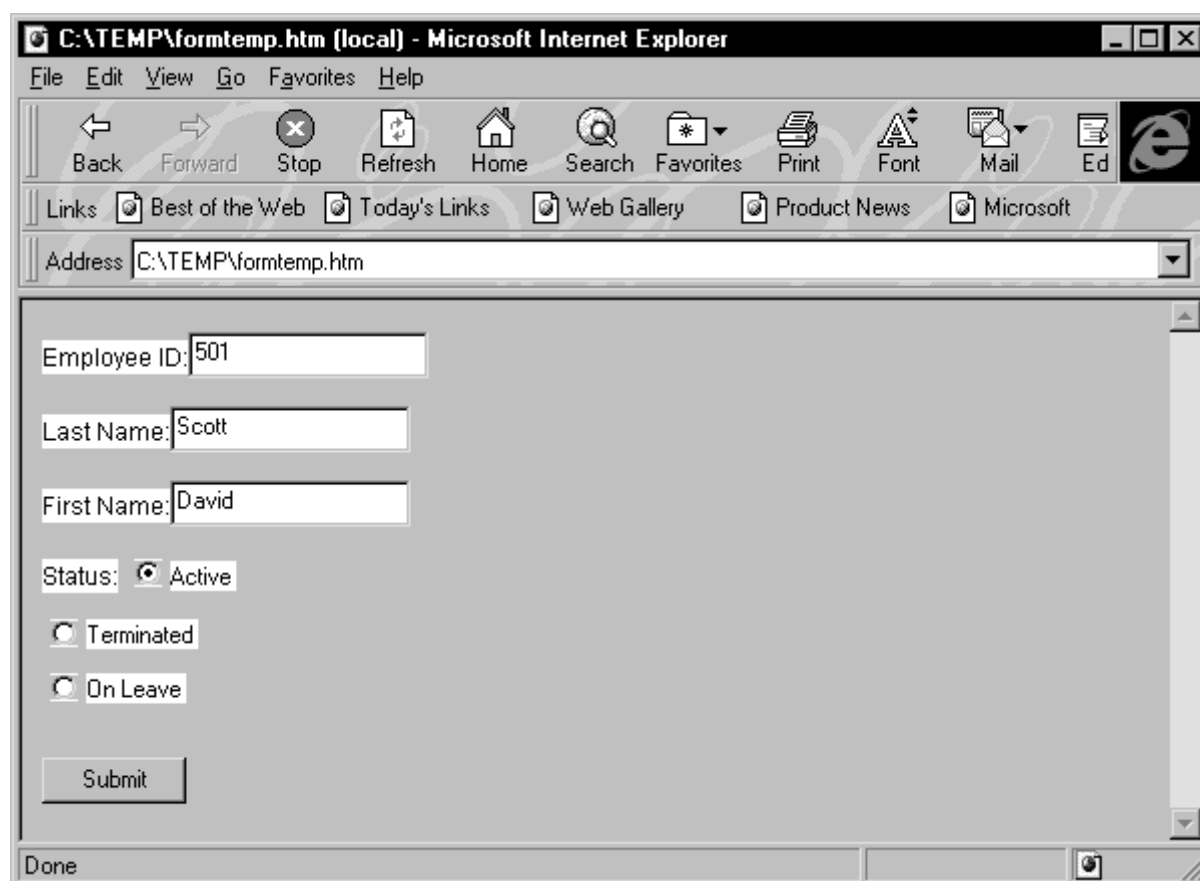 C:\TEMP\formtemp.htm (local) - Microsoft Internet Explorer
File Edit View Go Favorites Help
Back Forward Stop Refresh Home Search Favorites Print Font Mail Ed
Links Best of the Web Today's Links Web Gallery Product News Microsoft
Address C:\TEMP\formtemp.htm
Employee ID: 501
Last Name: Scott
First Name: David
Status: Active
Terminated
On Leave
Submit
Done